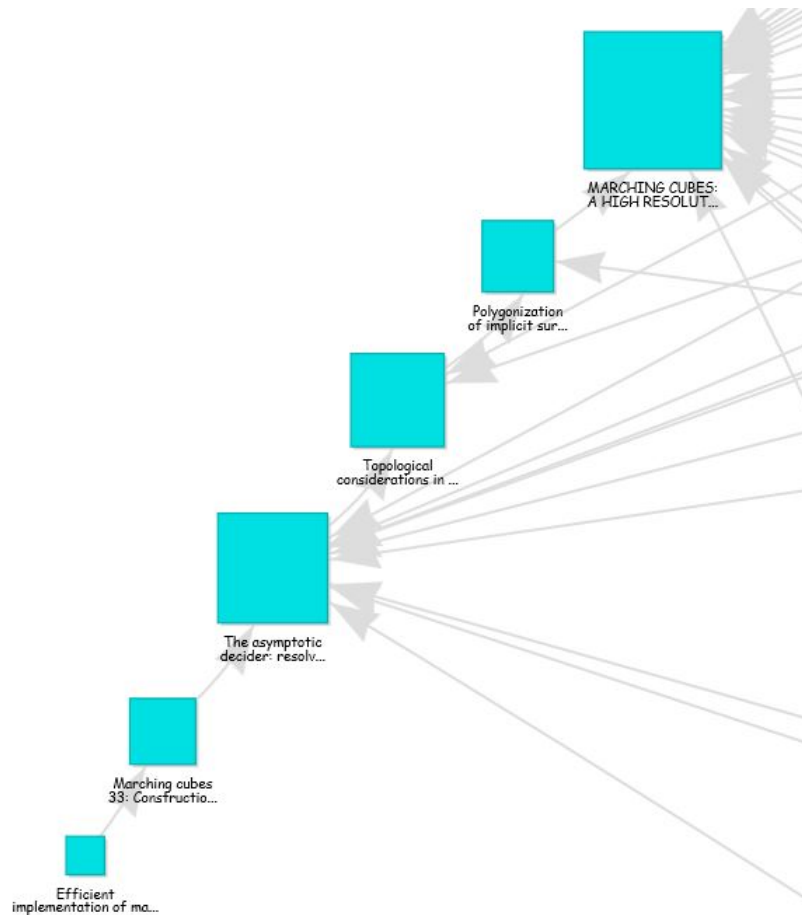 MARCHING CUBES:
A HIGH RESOLUT...
Polygonization
of implicit sur...
Topological
considerations in ...
The asymptotic
decider: resolv...
Marching cubes
33: Constructio...
Efficient
implementation of ma...